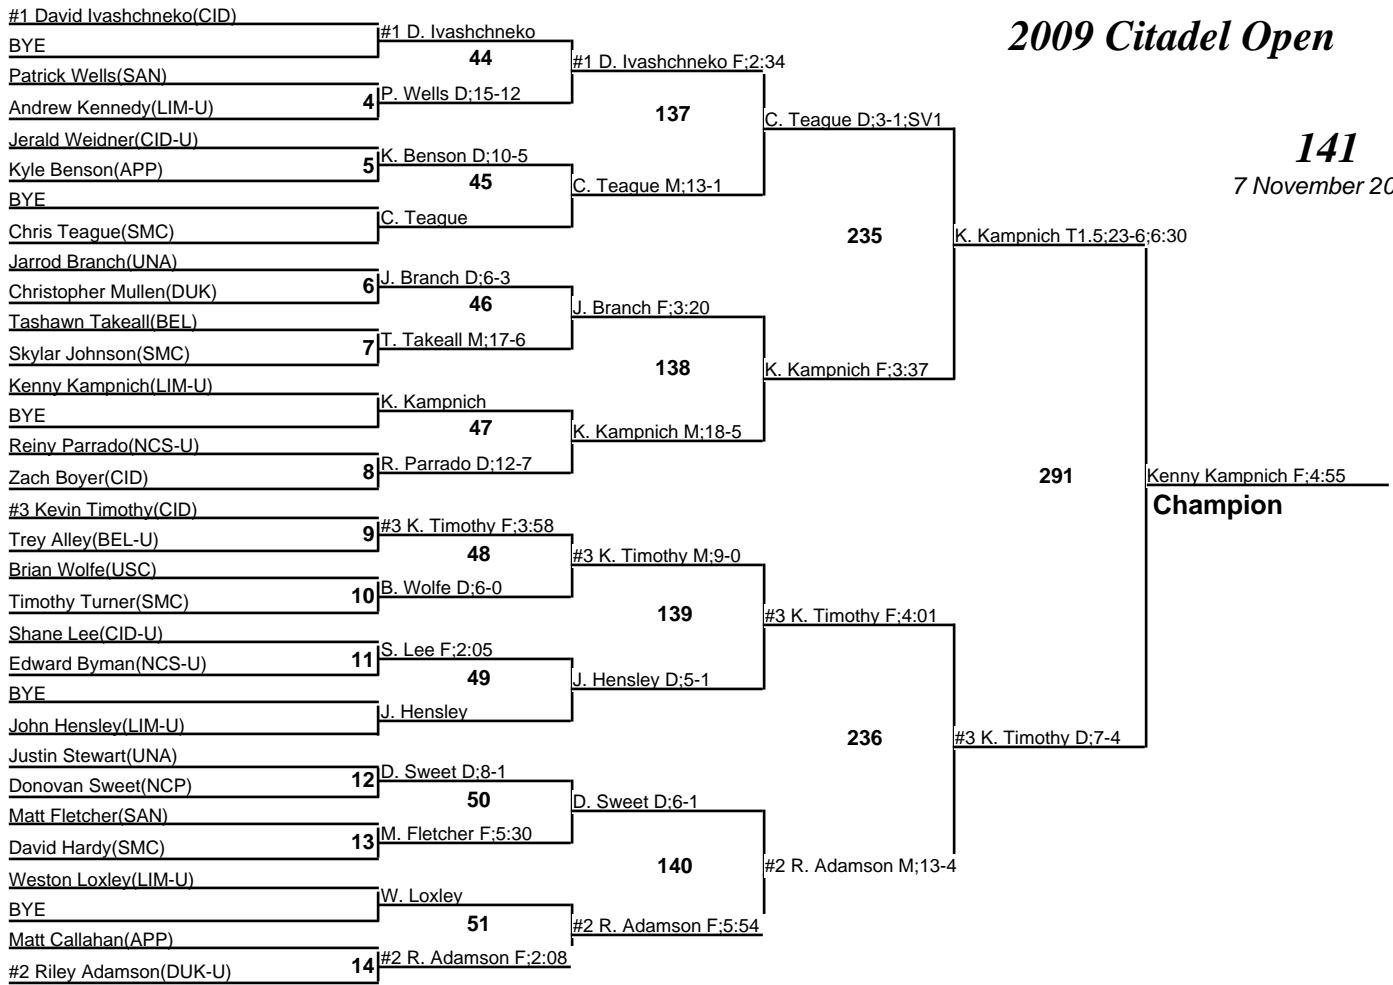 2009 Citadel Open
141
7 November 20
#1 David Ivashchneko(CID)
BYE
Patrick Wells(SAN)
Andrew Kennedy(LIM-U)
Jerald Weidner(CID-U)
Kyle Benson(APP)
BYE
Chris Teague(SMC)
Jarrod Branch(UNA)
Christopher Mullen(DUK)
Tashawn Takeall(BEL)
Skylar Johnson(SMC)
Kenny Kampnich(LIM-U)
BYE
Reiny Parrado(NCS-U)
Zach Boyer(CID)
#3 Kevin Timothy(CID)
Trey Alley(BEL-U)
Brian Wolfe(USC)
Timothy Turner(SMC)
Shane Lee(CID-U)
Edward Byman(NCS-U)
BYE
John Hensley(LIM-U)
Justin Stewart(UNA)
Donovan Sweet(NCP)
Matt Fletcher(SAN)
David Hardy(SMC)
Weston Loxley(LIM-U)
BYE
Matt Callahan(APP)
#2 Riley Adamson(DUK-U)
4
5
6
7
8
9
10
11
12
13
14
#1 D. Ivashchneko
44
P. Wells D;15-12
K. Benson D;10-5
45
C. Teague
J. Branch D;6-3
46
T. Takeall M;17-6
K. Kampnich
47
R. Parrado D;12-7
#3 K. Timothy F;3:58
48
B. Wolfe D;6-0
S. Lee F;2:05
49
J. Hensley
D. Sweet D;8-1
50
M. Fletcher F;5:30
W. Loxley
51
#2 R. Adamson F;2:08
#1 D. Ivashchneko F;2:34
137
C. Teague M;13-1
J. Branch F;3:20
138
K. Kampnich M;18-5
#3 K. Timothy M;9-0
139
J. Hensley D;5-1
D. Sweet D;6-1
140
#2 R. Adamson F;5:54
C. Teague D;3-1;SV1
235
K. Kampnich F;3:37
#3 K. Timothy F;4:01
236
#2 R. Adamson M;13-4
K. Kampnich T1.5;23-6;6:30
291
#3 K. Timothy D;7-4
Kenny Kampnich F;4:55
Champion